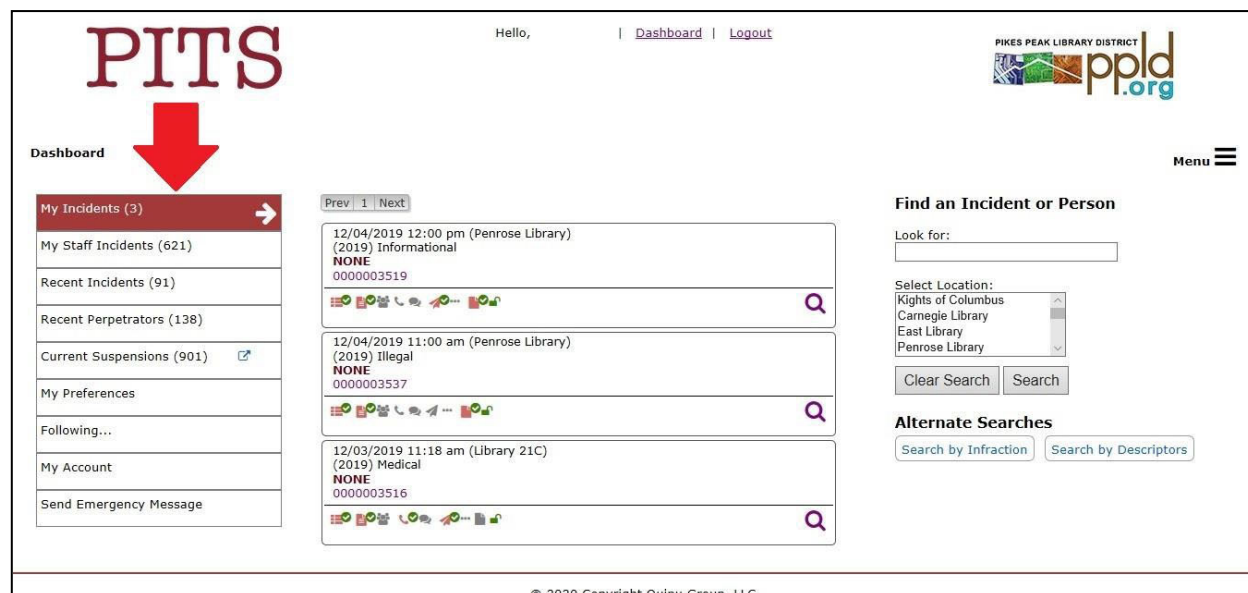 PITS
Hello, | Dashboard | Logout
PIKES PEAK LIBRARY DISTRICT
ppld
.org
Dashboard
Menu
My Incidents (3)
My Staff Incidents (621)
Recent Incidents (91)
Recent Perpetrators (138)
Current Suspensions (901)
My Preferences
Following...
My Account
Send Emergency Message
Prev 1 Next
12/04/2019 12:00 pm (Penrose Library)
(2019) Informational
NONE
0000003519
12/04/2019 11:00 am (Penrose Library)
(2019) Illegal
NONE
0000003537
12/03/2019 11:18 am (Library 21C)
(2019) Medical
NONE
0000003516
Find an Incident or Person
Look for:
Select Location:
Kights of Columbus
Carnegie Library
East Library
Penrose Library
Clear Search Search
Alternate Searches
Search by Infraction Search by Descriptors
© 2020 Copyright Quipu Group, LLC